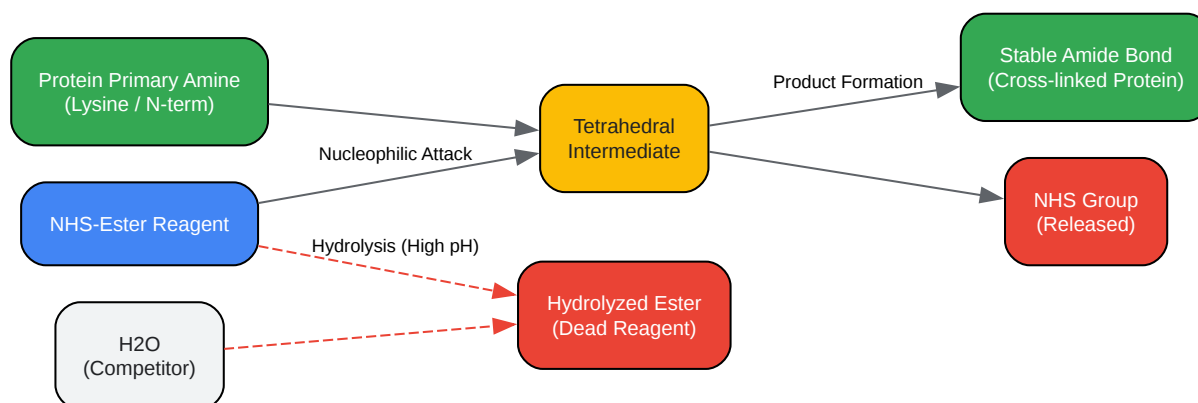 Protein Primary Amine
(Lysine / N-term)
NHS-Ester Reagent
H2O
(Competitor)
Nucleophilic Attack
Hydrolysis (High pH)
Tetrahedral
Intermediate
Hydrolyzed Ester
(Dead Reagent)
Product Formation
Stable Amide Bond
(Cross-linked Protein)
NHS Group
(Released)